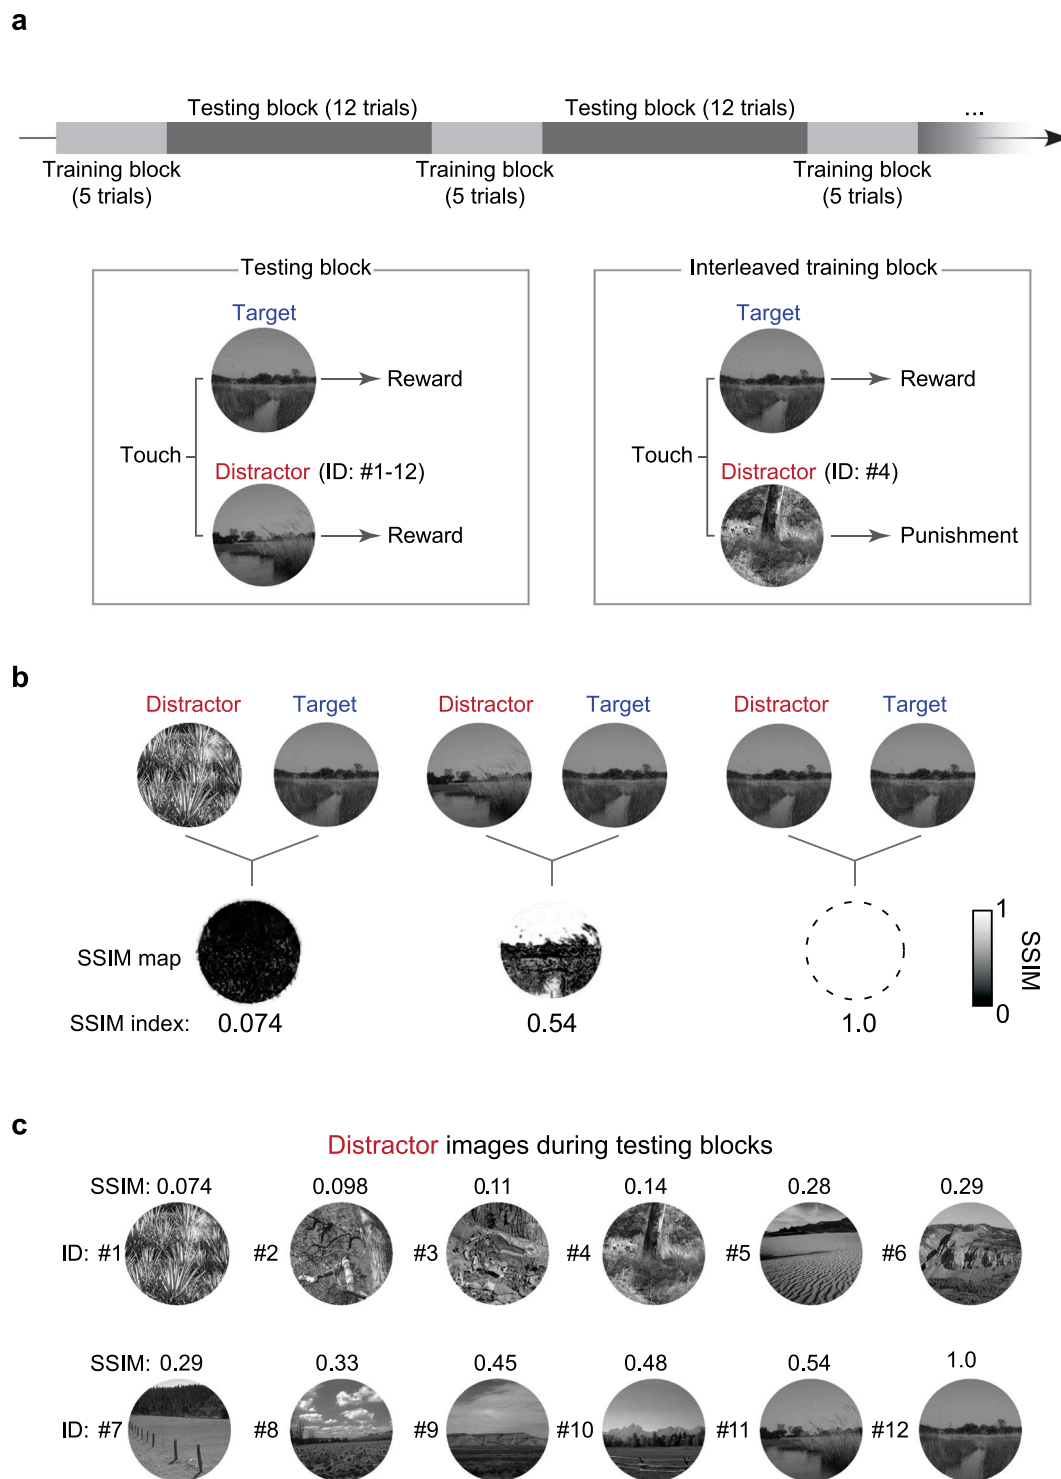 a
Testing block (12 trials) Testing block (12 trials) ...
Training block Training block Training block
(5 trials) (5 trials) (5 trials)
Testing block Interleaved training block
Target Target
Reward Reward
Touch Touch
Distractor (ID: #1-12) Distractor (ID: #4)
Reward Punishment
b
Distractor Target Distractor Target Distractor Target
1
SSIM
0
SSIM map
SSIM index: 0.074 0.54 1.0
c
Distractor images during testing blocks
SSIM: 0.074 0.098 0.11 0.14 0.28 0.29
ID: #1 #2 #3 #4 #5 #6
SSIM: 0.29 0.33 0.45 0.48 0.54 1.0
ID: #7 #8 #9 #10 #11 #12